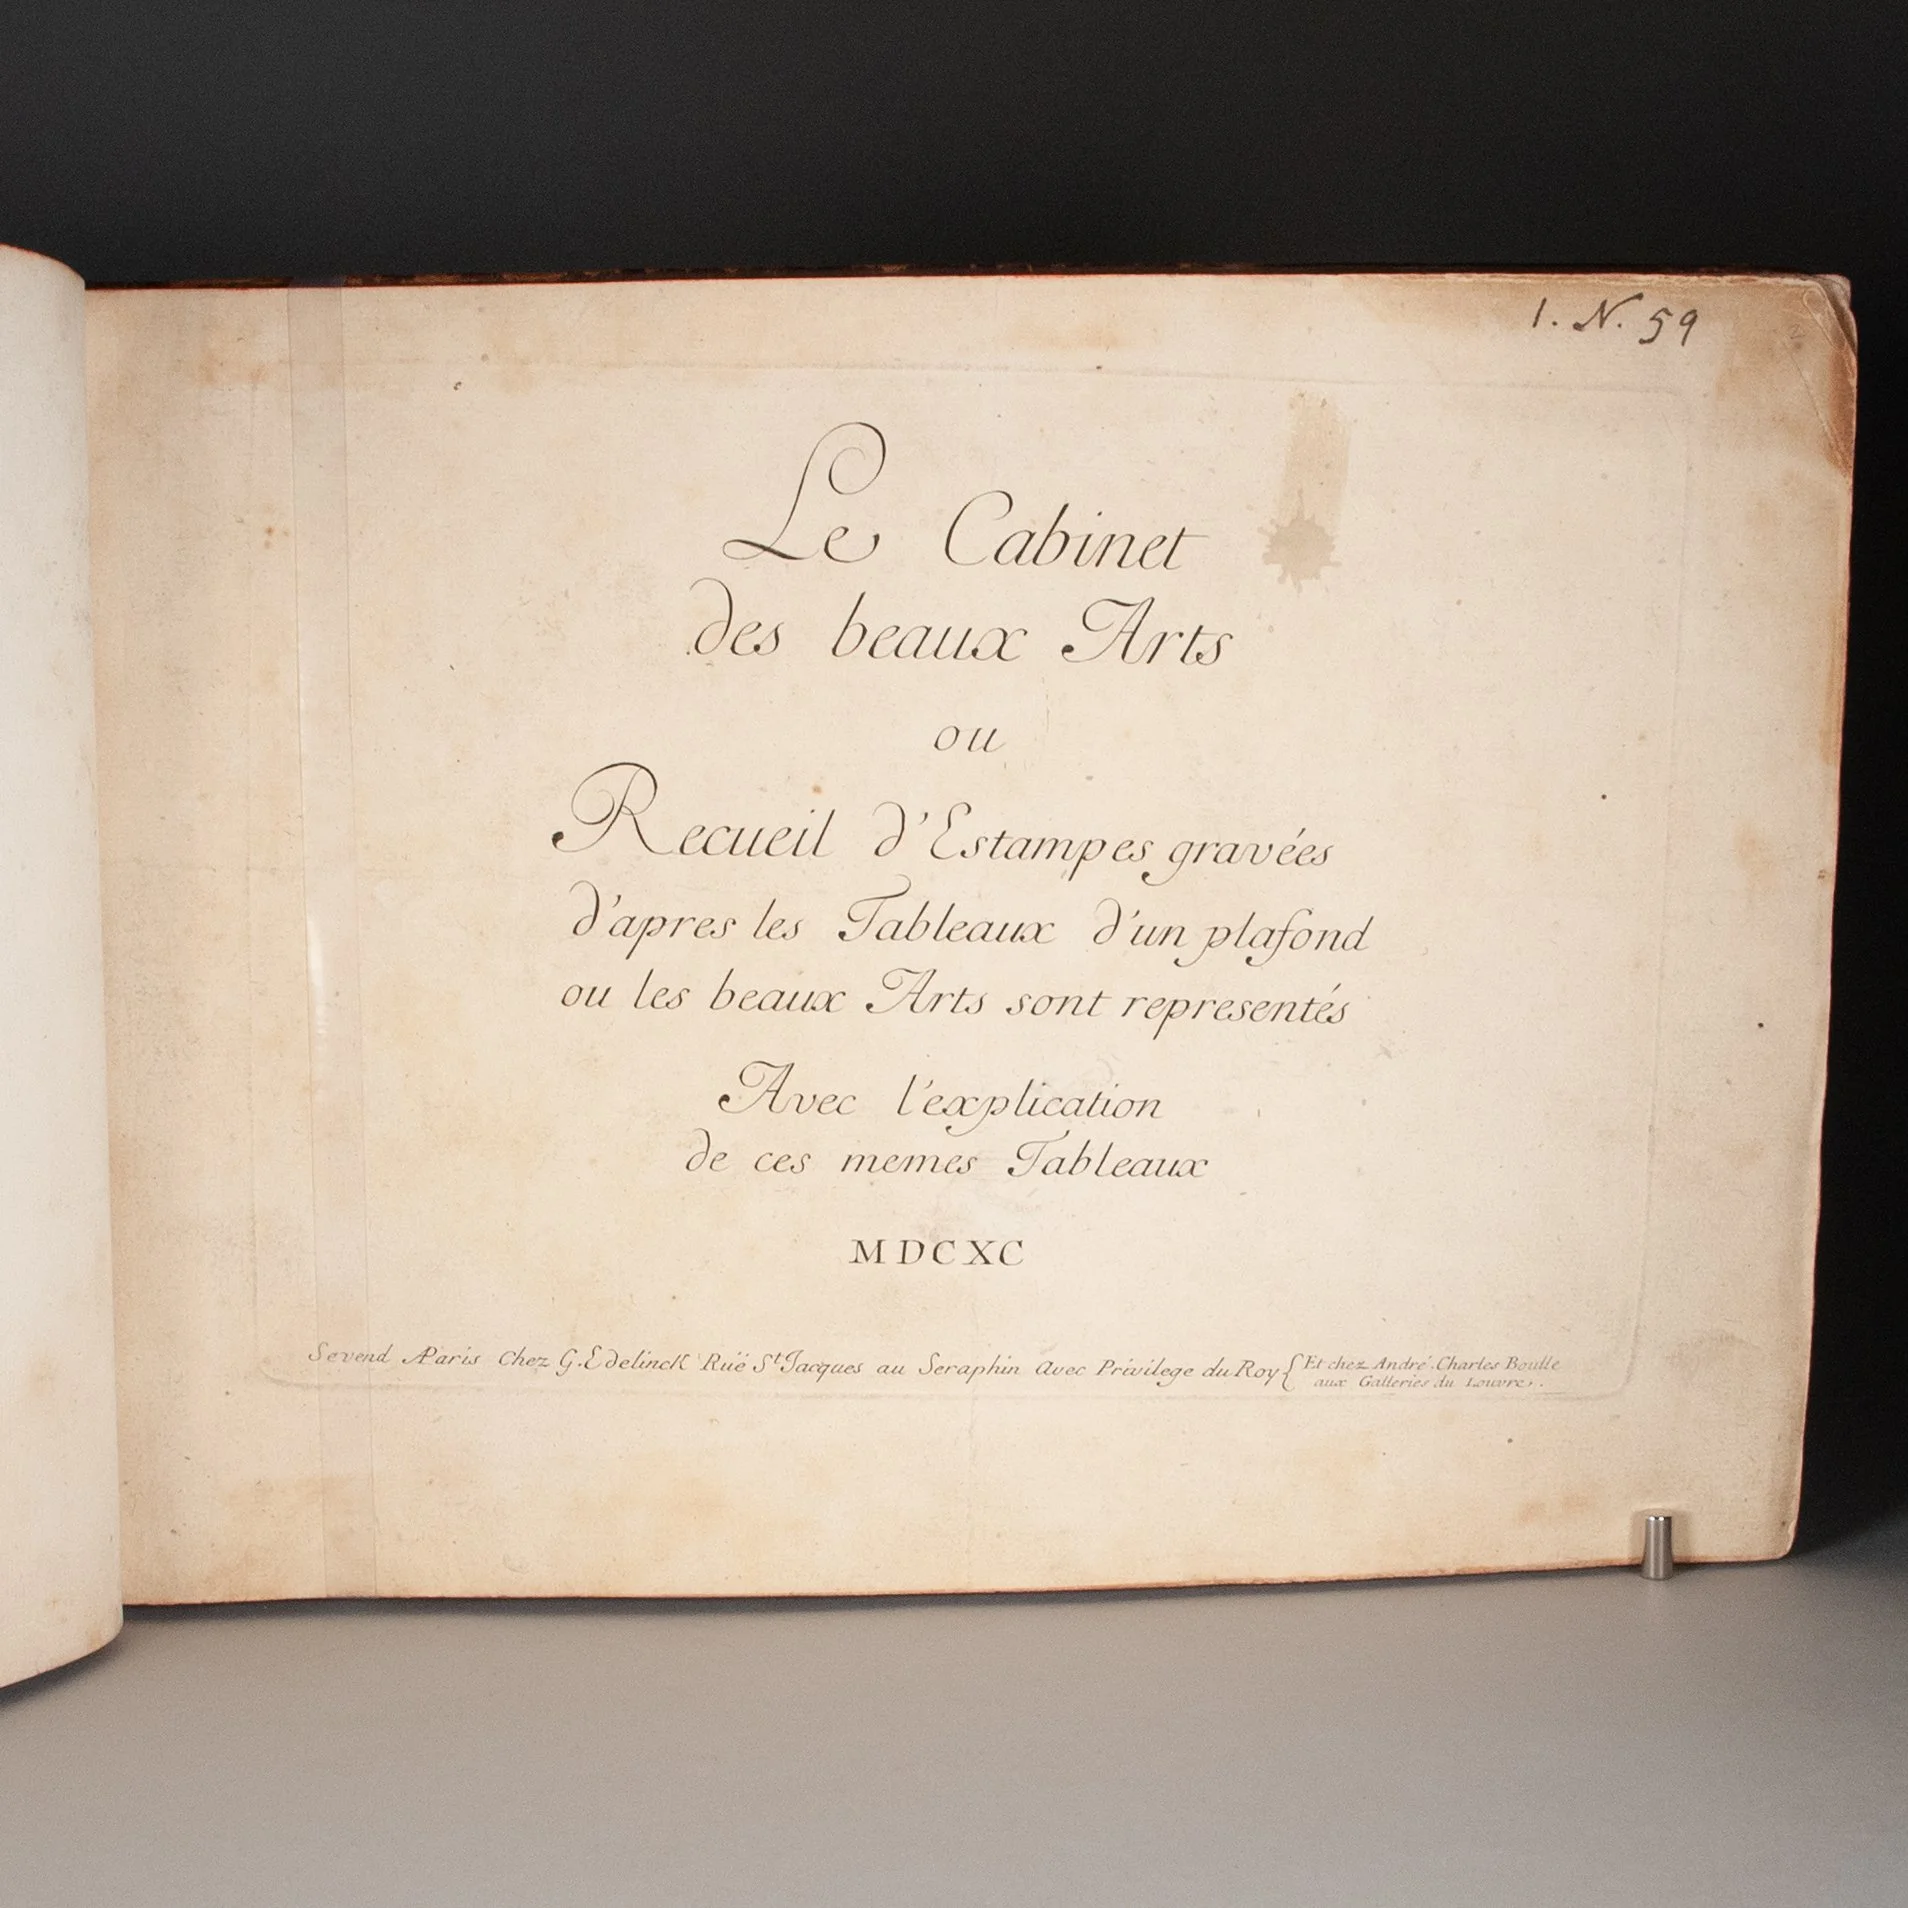 1. N. 59
Le Cabinet
des beaux Arts
ou
Recueil d'Estampes gravées
d'apres les Tableaux d'un plafond
ou les beaux Arts sont representés
Avec l'explication
de ces memes Tableaux
MDCXC
Se vend AParis Chez G. Edelinck Ruë St Jacques au Seraphin avec Privilege du Roy { Et chez André Charles Boulle
aux Galleries du Louvre.